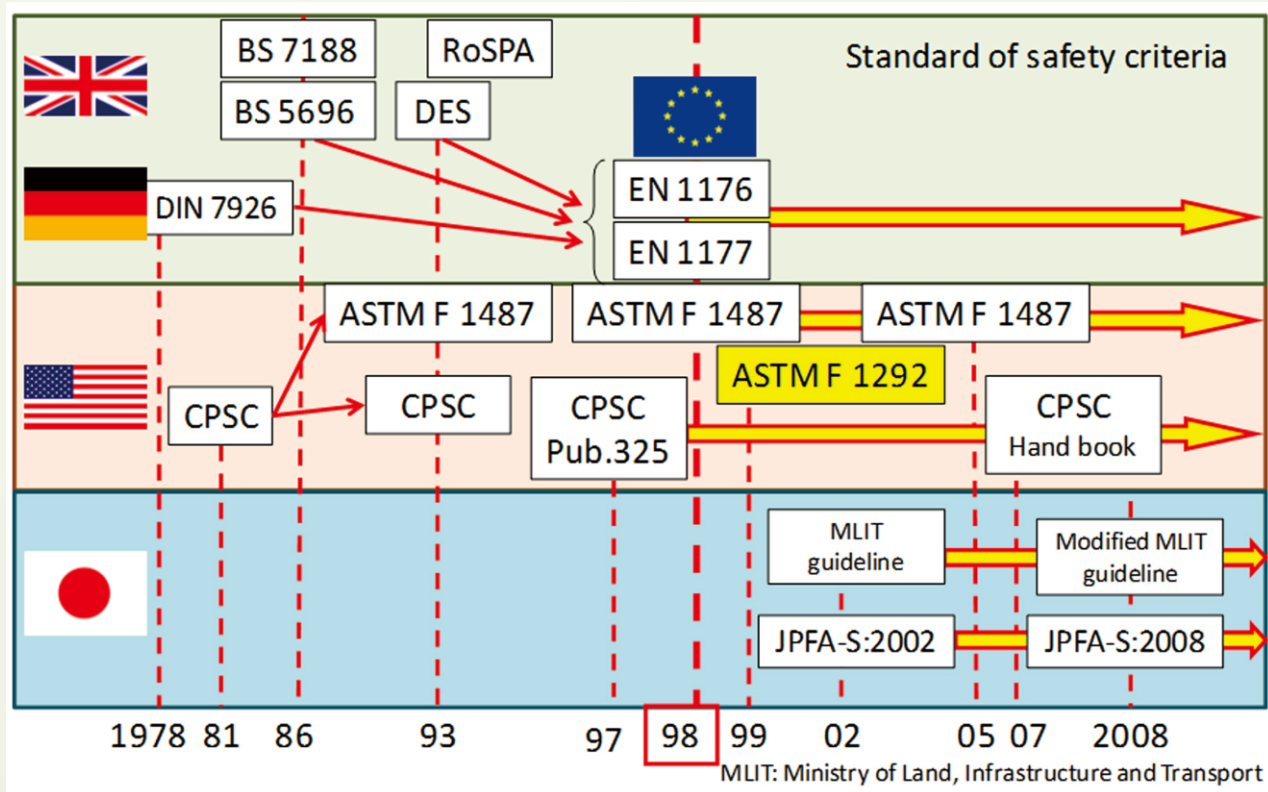 Standard of safety criteria
BS 7188
RoSPA
BS 5696
DES
DIN 7926
EN 1176
EN 1177
ASTM F 1487
ASTM F 1487
ASTM F 1487
ASTM F 1292
CPSC
CPSC
CPSC
Pub.325
CPSC
Hand book
MLIT
guideline
Modified MLIT
guideline
JPFA-S:2002
JPFA-S:2008
1978 81 86 93 97 98 99 02 05 07 2008
MLIT: Ministry of Land, Infrastructure and Transport